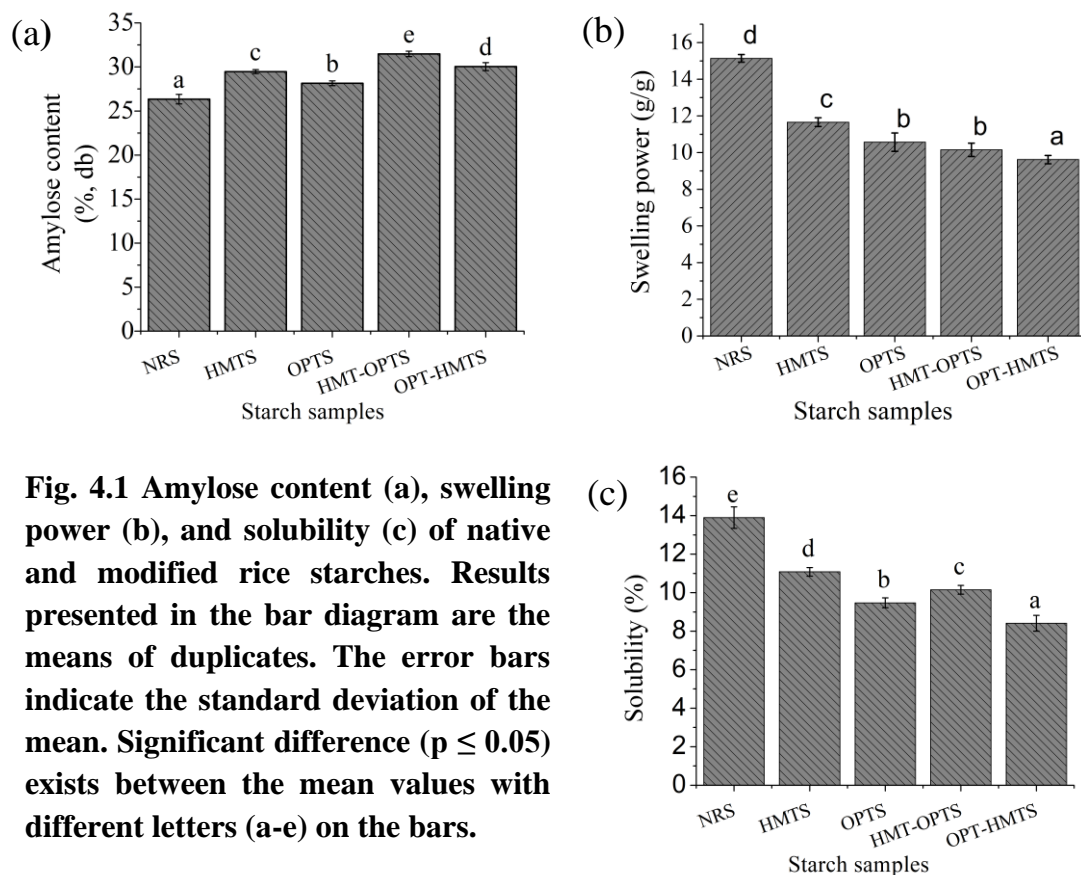 (a)
35
30
25
20
15
10
5
0
Amylose content
(%, db)
a
c
b
e
d
NRS
HMTS
OPTS
HMT-OPTS
OPT-HMTS
Starch samples
(b)
16
14
12
10
8
6
4
2
0
Swelling power (g/g)
d
c
b
b
a
NRS
HMTS
OPTS
HMT-OPTS
OPT-HMTS
Starch samples
Fig. 4.1 Amylose content (a), swelling
power (b), and solubility (c) of native
and modified rice starches. Results
presented in the bar diagram are the
means of duplicates. The error bars
indicate the standard deviation of the
mean. Significant difference (p ≤ 0.05)
exists between the mean values with
different letters (a-e) on the bars.
(c)
16
14
12
10
8
6
4
2
0
Solubility (%)
e
d
b
c
a
NRS
HMTS
OPTS
HMT-OPTS
OPT-HMTS
Starch samples